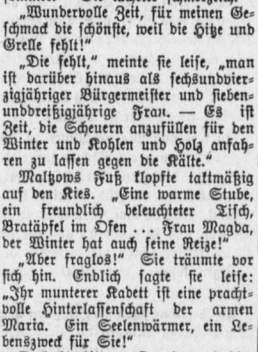 „Wundervolle Zeit, für meinen Ge-
schmack die schönste, weil die Hitze und
Grelle fehlt!“
„Die fehlt,“ meinte sie leise, „man
ist darüber hinaus als sechsundvier-
zigjähriger Bürgermeister und sieben-
unddreißigjährige Frau. — Es ist
Zeit, die Scheuern anzufüllen für den
Winter und Kohlen und Holz anfah-
ren zu lassen gegen die Kälte.“
Maltzows Fuß klopfte taktmäßig
auf den Kies. „Eine warme Stube,
ein freundlich beleuchteter Tisch,
Bratäpfel im Ofen ... Frau Magda,
der Winter hat auch seine Reize!“
„Aber fraglos!“ Sie träumte vor
sich hin. Endlich sagte sie leise:
„Ihr munterer Kadett ist eine pracht-
volle Hinterlassenschaft der armen
Maria. Ein Seelenwärmer, ein Le-
benszweck für Sie!“